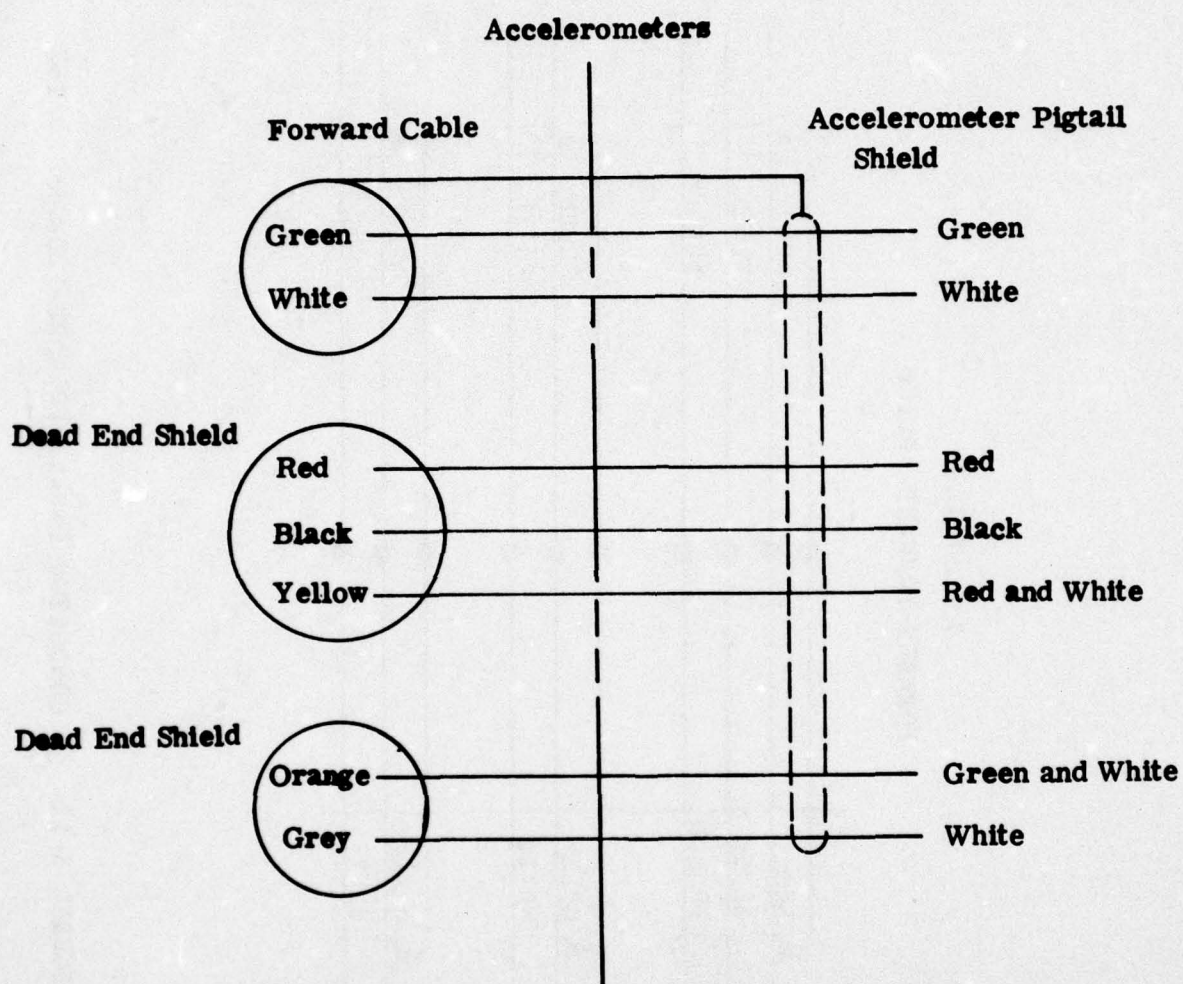 Accelerometers
Forward Cable
Accelerometer Pigtail
Shield
Green
Green
White
White
Dead End Shield
Red
Red
Black
Black
Yellow
Red and White
Dead End Shield
Orange
Green and White
Grey
White